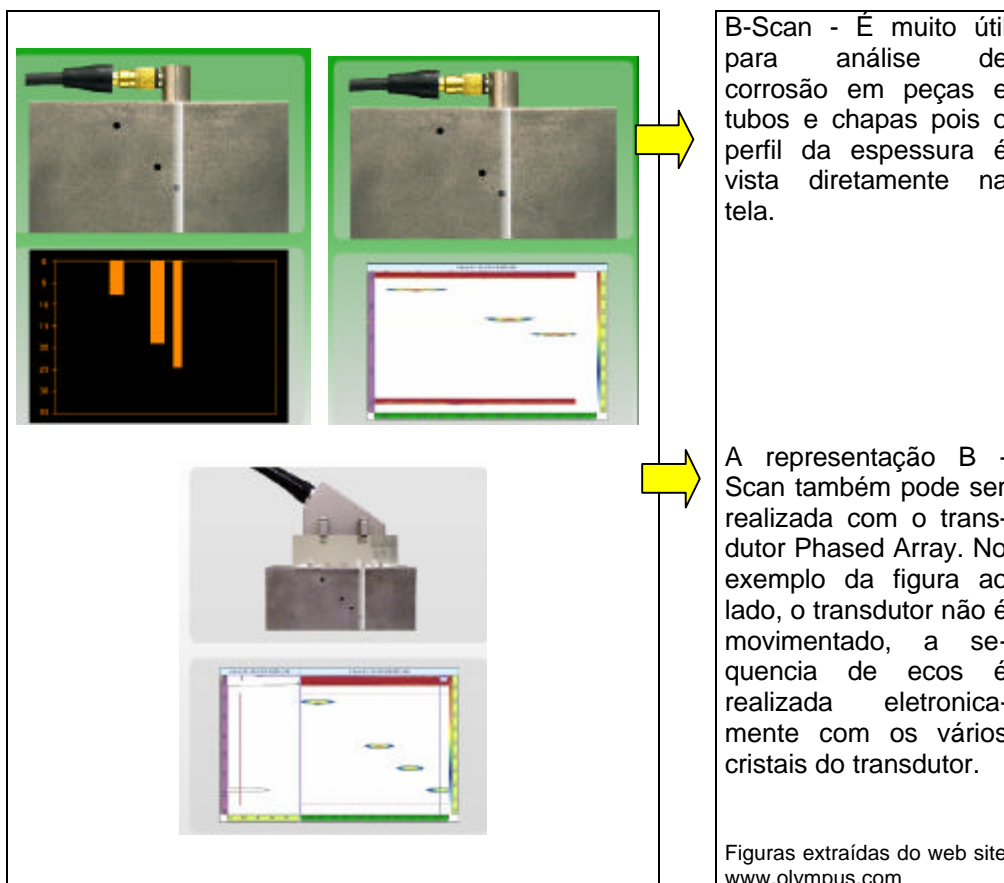 B-Scan - É muito útil
para análise de
corrosão em peças e
tubos e chapas pois o
perfil da espessura é
vista diretamente na
tela.
A representação B -
Scan também pode ser
realizada com o trans-
dutor Phased Array. No
exemplo da figura ao
lado, o transdutor não é
movimentado, a se-
quencia de ecos é
realizada eletronica-
mente com os vários
cristais do transdutor.
Figuras extraídas do web site
www.olympus.com